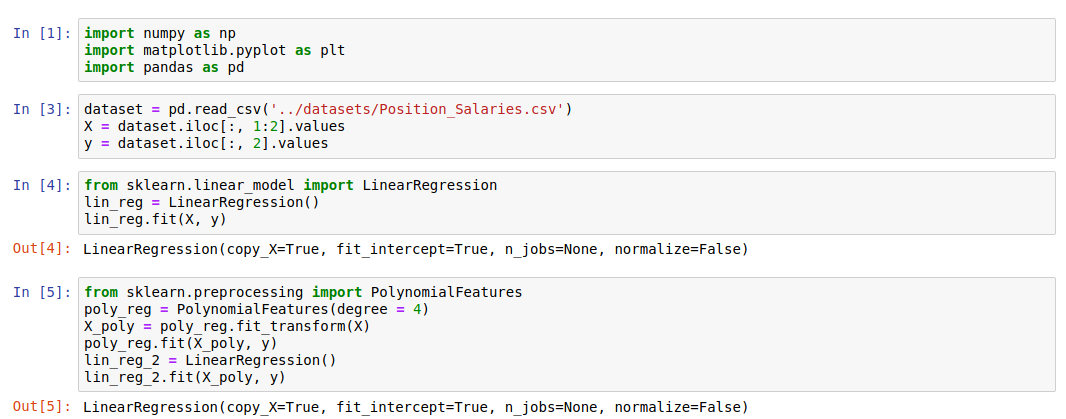 In [1]: import numpy as np
import matplotlib.pyplot as plt
import pandas as pd
In [3]: dataset = pd.read_csv('../datasets/Position_Salaries.csv')
X = dataset.iloc[:, 1:2].values
y = dataset.iloc[:, 2].values
In [4]: from sklearn.linear_model import LinearRegression
lin_reg = LinearRegression()
lin_reg.fit(X, y)
Out[4]: LinearRegression(copy_X=True, fit_intercept=True, n_jobs=None, normalize=False)
In [5]: from sklearn.preprocessing import PolynomialFeatures
poly_reg = PolynomialFeatures(degree = 4)
X_poly = poly_reg.fit_transform(X)
poly_reg.fit(X_poly, y)
lin_reg_2 = LinearRegression()
lin_reg_2.fit(X_poly, y)
Out[5]: LinearRegression(copy_X=True, fit_intercept=True, n_jobs=None, normalize=False)